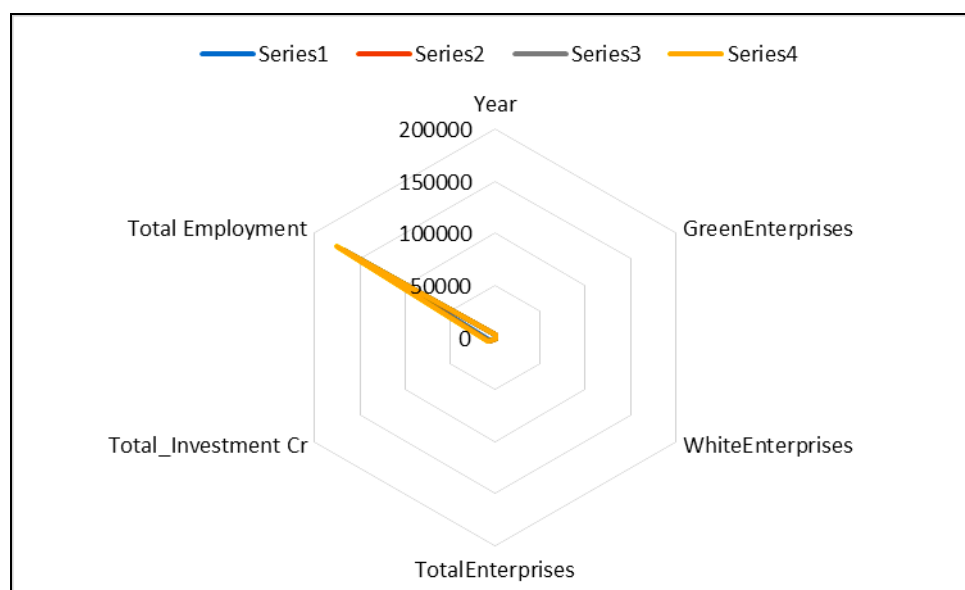 Series1 Series2 Series3 Series4
Year
200000
150000
Total Employment
GreenEnterprises
100000
50000
0
Total_Investment Cr
WhiteEnterprises
TotalEnterprises